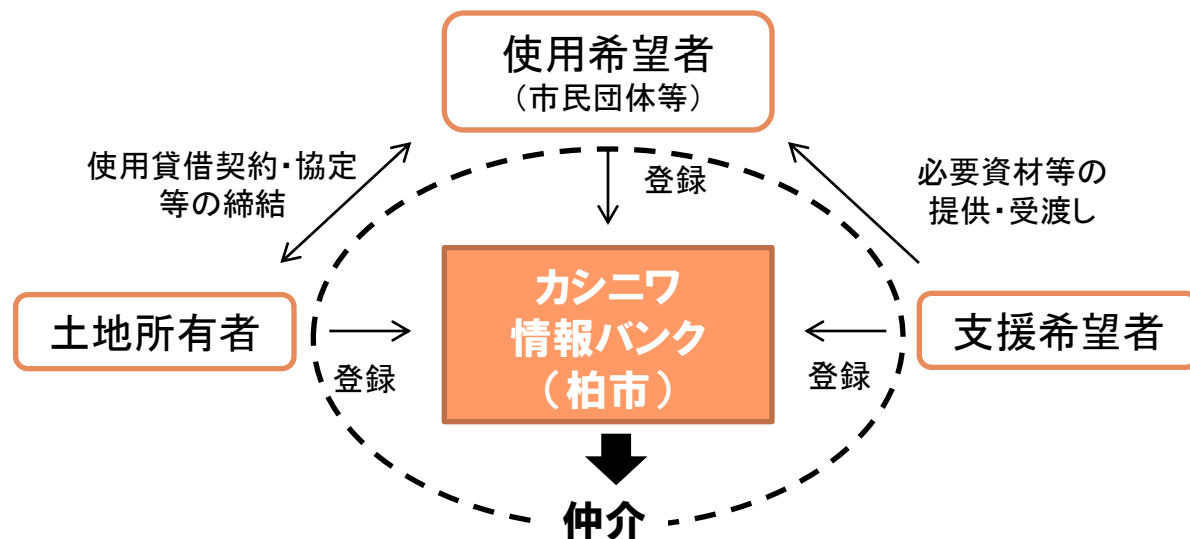 使用希望者
（市民団体等）
使用貸借契約・協定
等の締結
登録
必要資材等の
提供・受渡し
カシニワ
情報バンク
（柏市）
土地所有者
登録
支援希望者
登録
仲介